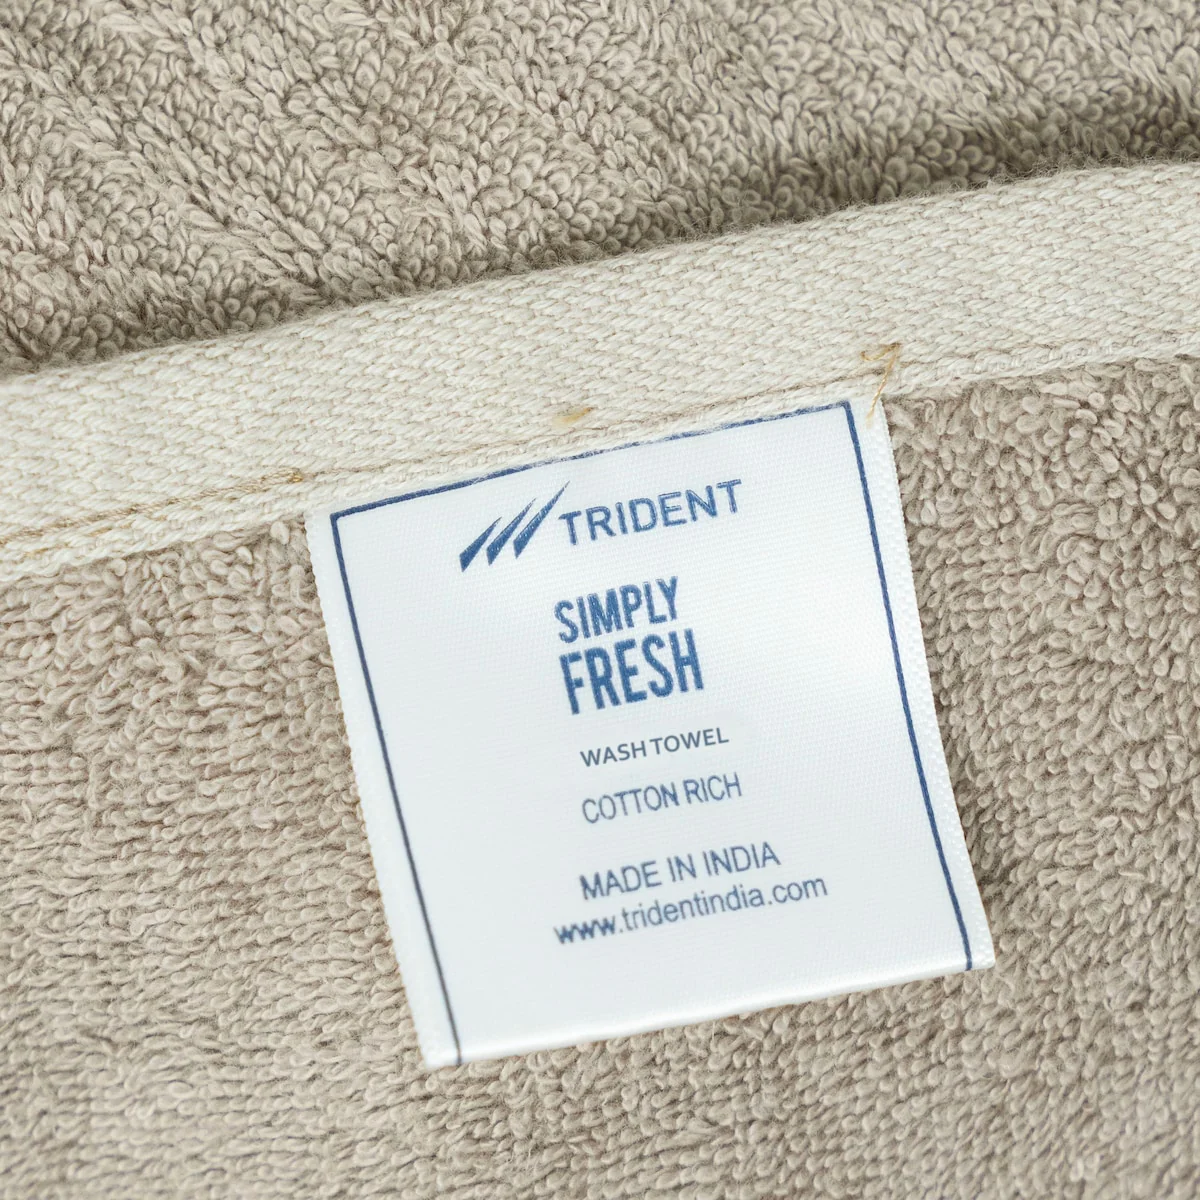 TRIDENT
SIMPLY
FRESH
WASH TOWEL
COTTON RICH
MADE IN INDIA
www.tridentindia.com